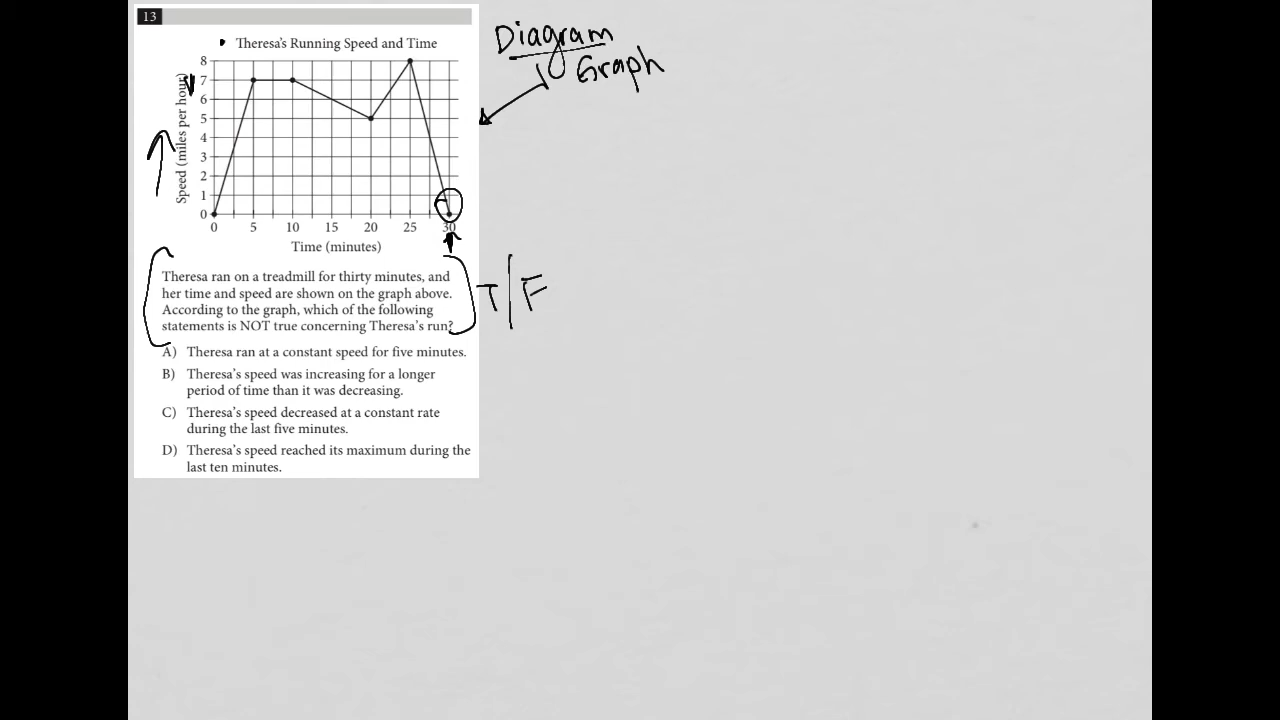 13
Theresa's Running Speed and Time
Diagram
Graph
8
7
6
5
4
3
2
1
0
Speed (miles per hour)
0 5 10 15 20 25 30
Time (minutes)
Theresa ran on a treadmill for thirty minutes, and
her time and speed are shown on the graph above.
According to the graph, which of the following
statements is NOT true concerning Theresa's run?
T | F
A) Theresa ran at a constant speed for five minutes.
B) Theresa's speed was increasing for a longer
period of time than it was decreasing.
C) Theresa's speed decreased at a constant rate
during the last five minutes.
D) Theresa's speed reached its maximum during the
last ten minutes.